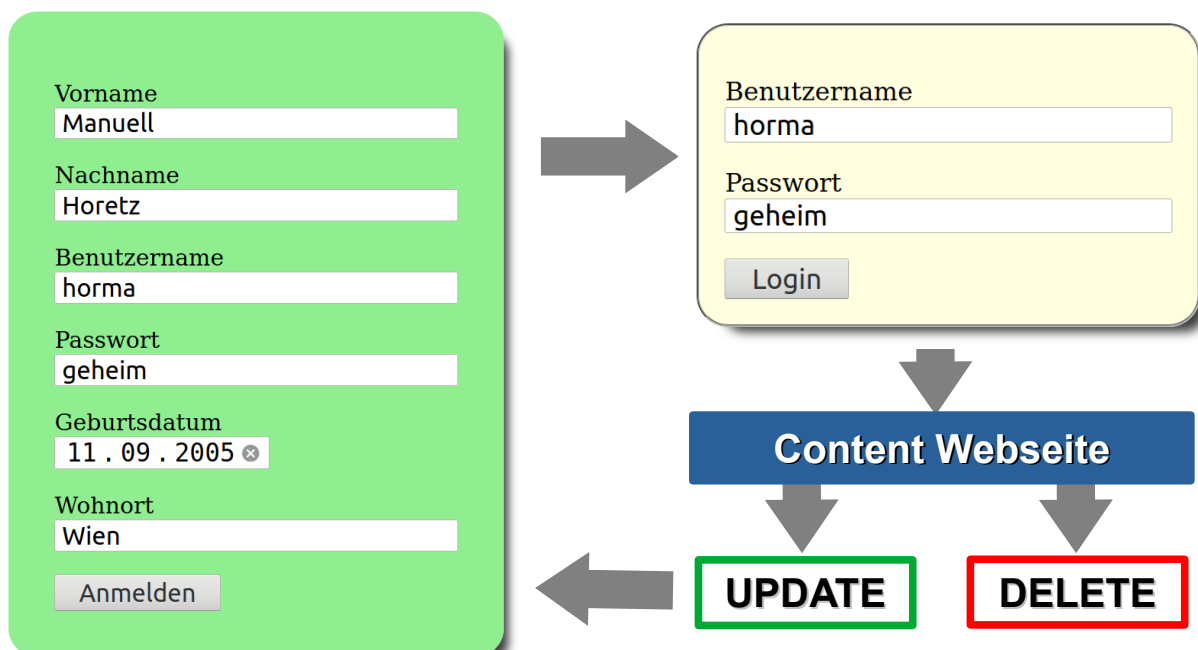 Vorname
Manuell
Nachname
Horetz
Benutzername
horma
Passwort
geheim
Geburtsdatum
11.09.2005
Wohnort
Wien
Anmelden
Benutzername
horma
Passwort
geheim
Login
Content Webseite
UPDATE
DELETE